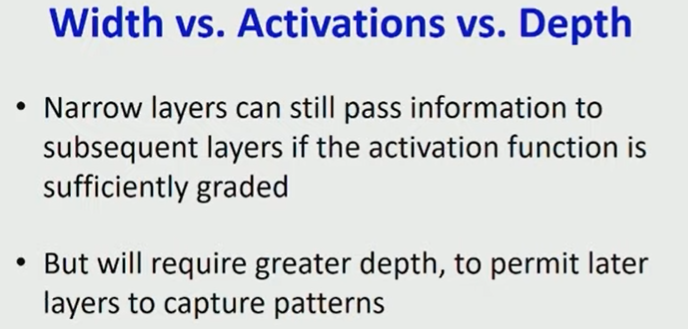 Width vs. Activations vs. Depth
• Narrow layers can still pass information to
subsequent layers if the activation function is
sufficiently graded
• But will require greater depth, to permit later
layers to capture patterns